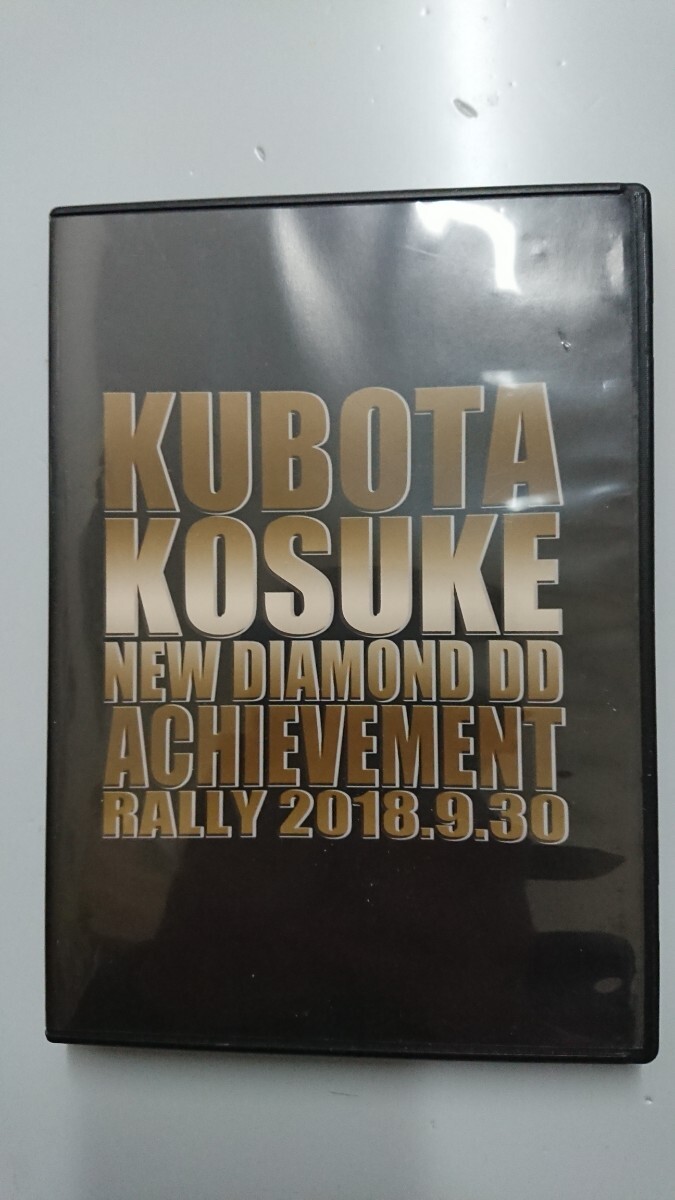 KUBOTA
KOSUKE
NEW DIAMOND DD
ACHIEVEMENT
RALLY 2018.9.30